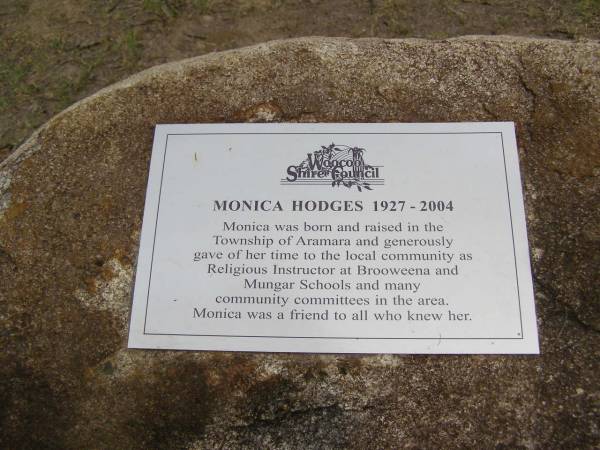 Woocoo
Shire Council
MONICA HODGES 1927 - 2004
Monica was born and raised in the
Township of Aramara and generously
gave of her time to the local community as
Religious Instructor at Brooweena and
Mungar Schools and many
community committees in the area.
Monica was a friend to all who knew her.